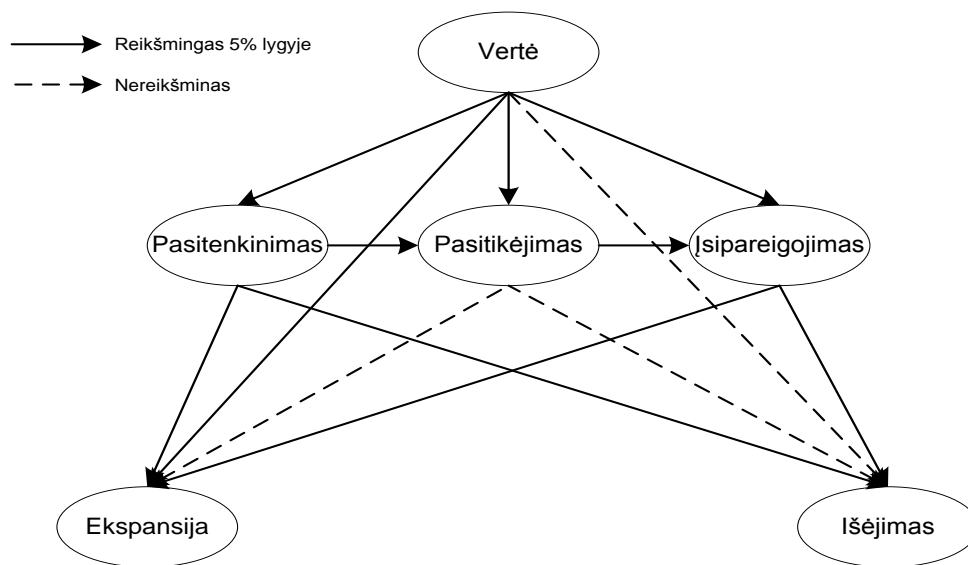 Vertė
Reikšmingas 5% lygyje
Nereikšminas
Pasitenkinimas
Pasitikėjimas
Įsipareigojimas
Ekspansija
Išėjimas